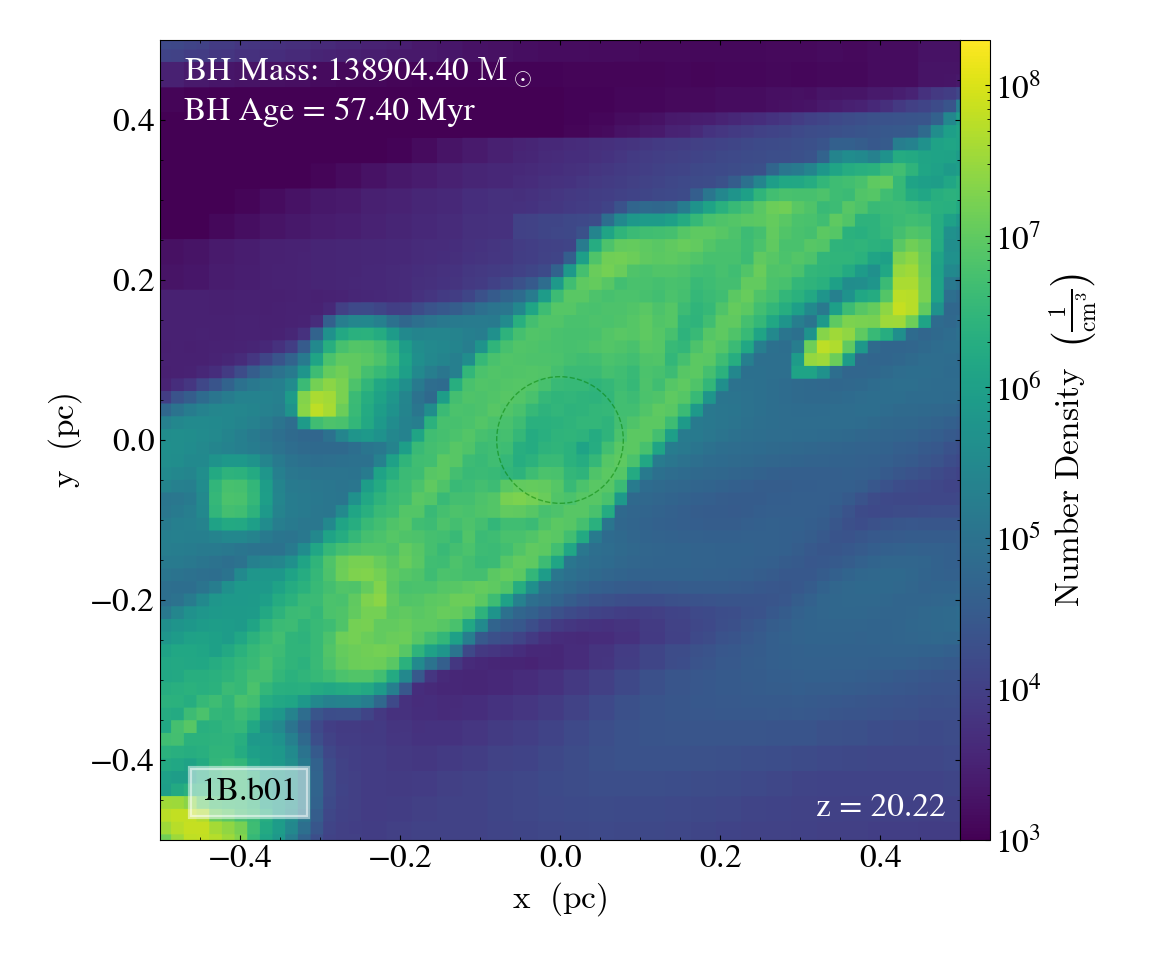 BH Mass: 138904.40 M⊙
BH Age = 57.40 Myr
1B.b01
z = 20.22
0.4
0.2
0.0
−0.2
−0.4
y (pc)
−0.4 −0.2 0.0 0.2 0.4
x (pc)
10⁸
10⁷
10⁶
10⁵
10⁴
10³
Number Density (1/cm³)